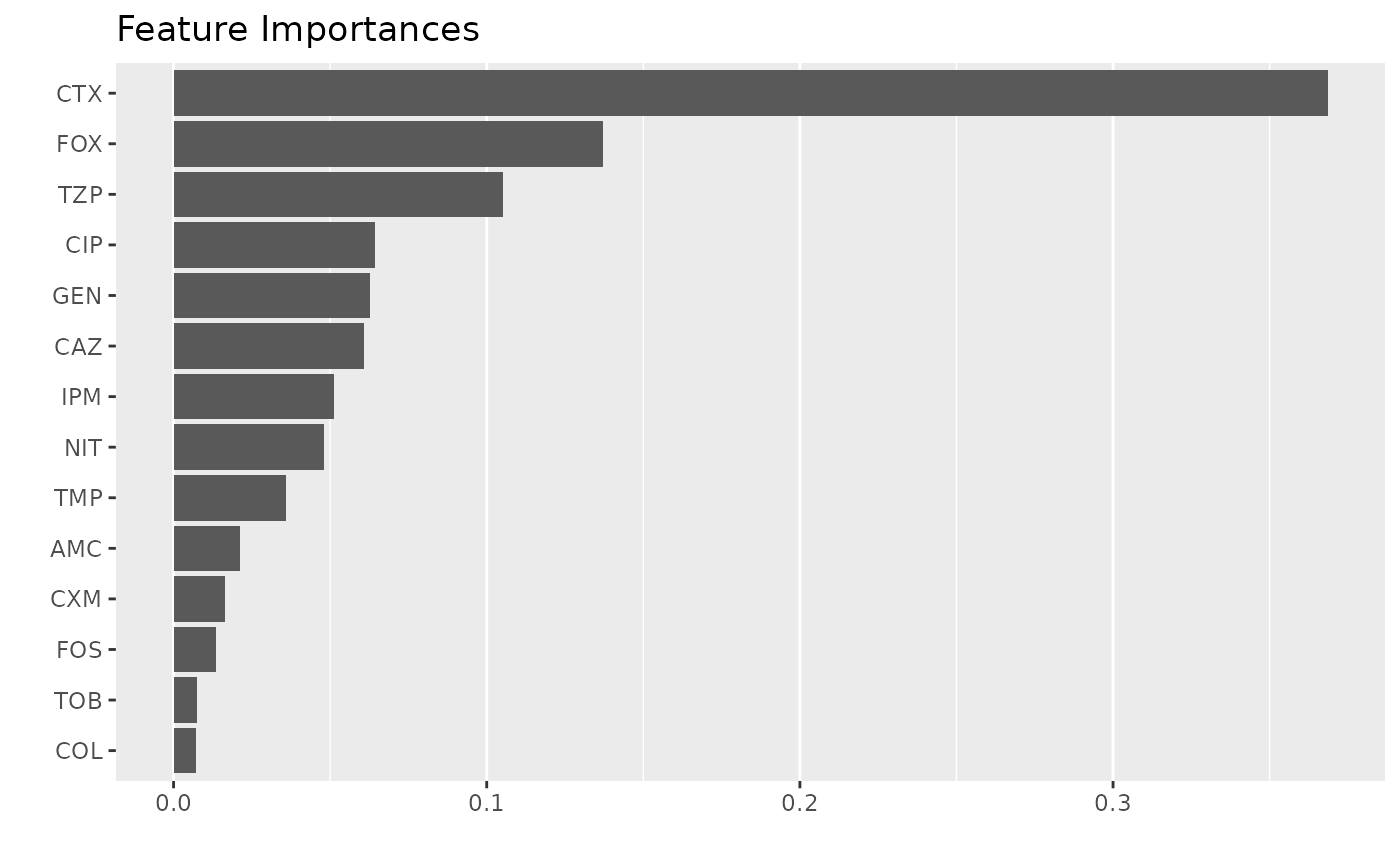 Feature Importances
CTX
FOX
TZP
CIP
GEN
CAZ
IPM
NIT
TMP
AMC
CXM
FOS
TOB
COL
0.0 0.1 0.2 0.3